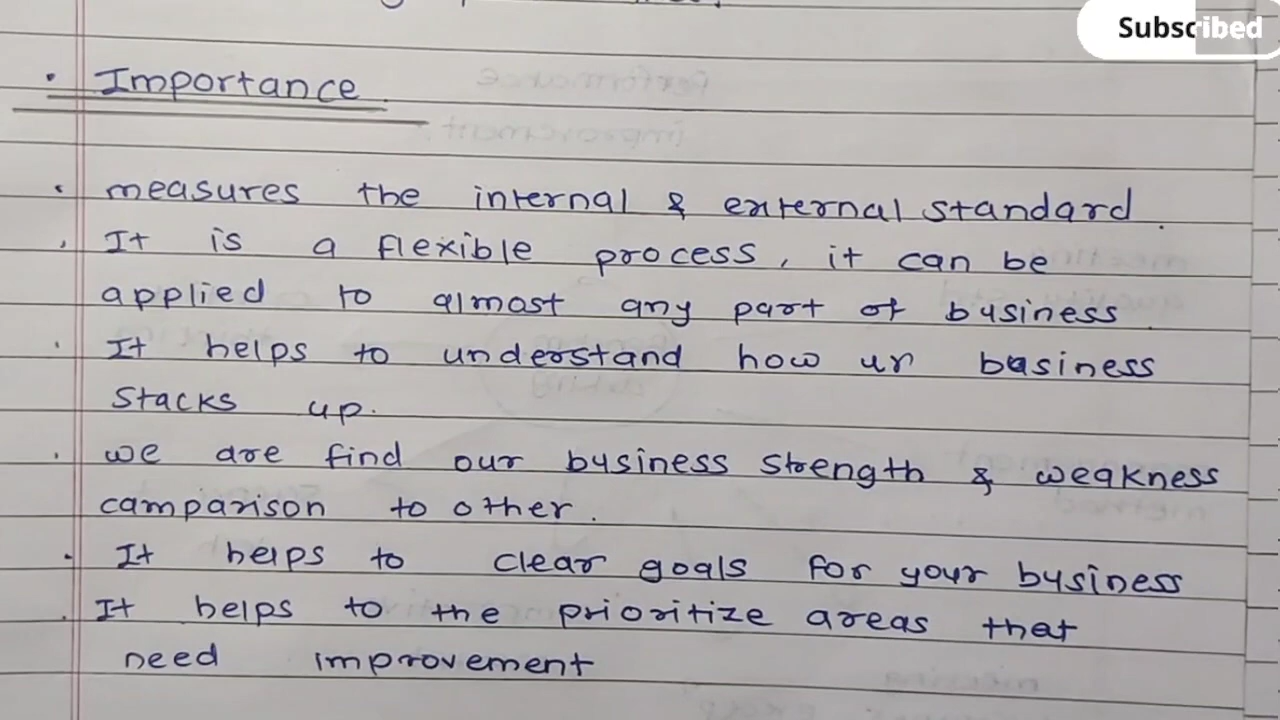 Subscribed
• Importance
• measures the internal & external standard.
• It is a flexible process, it can be
applied to almost any part of business.
• It helps to understand how ur business
stacks up.
• we are find our business strength & weakness
camparison to other.
• It helps to clear goals for your business
• It helps to the prioritize areas that
need improvement